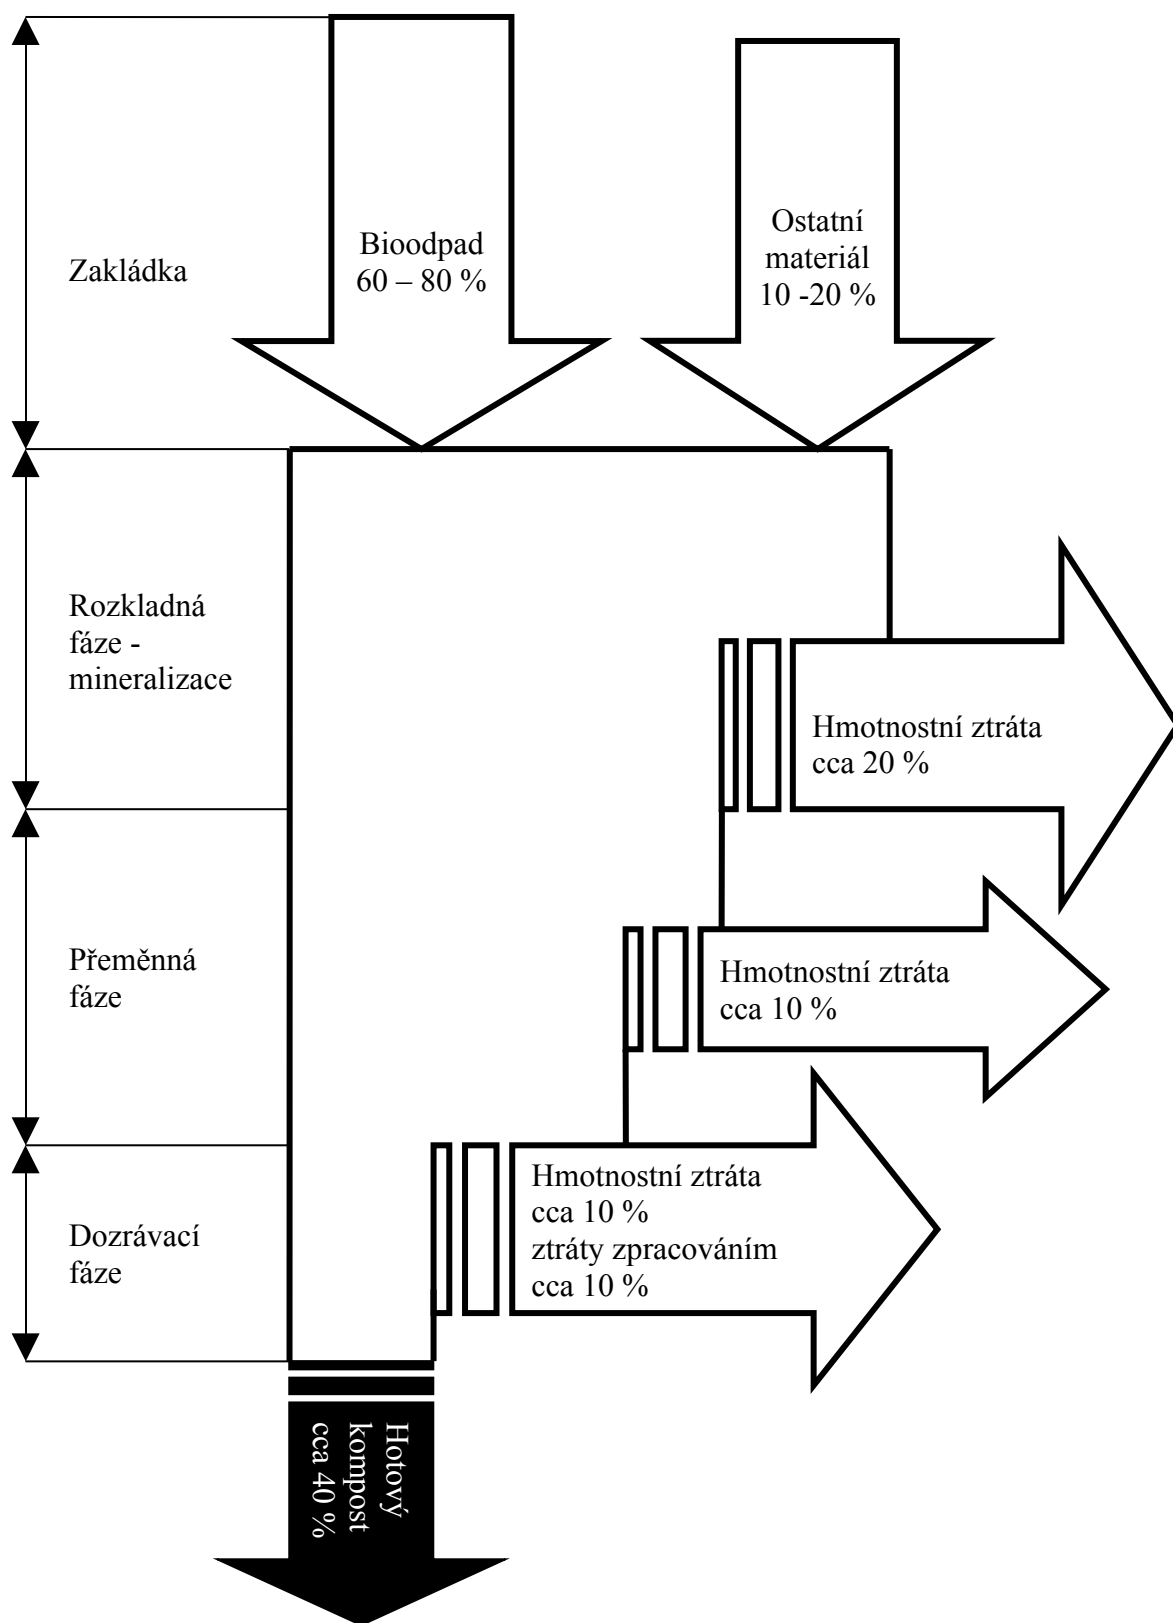 Zakládka
Bioodpad
60 – 80 %
Ostatní
materiál
10 -20 %
Rozkladná
fáze -
mineralizace
Hmotnostní ztráta
cca 20 %
Přeměnná
fáze
Hmotnostní ztráta
cca 10 %
Dozrávací
fáze
Hmotnostní ztráta
cca 10 %
ztráty zpracováním
cca 10 %
Hotový
kompost
cca 40 %